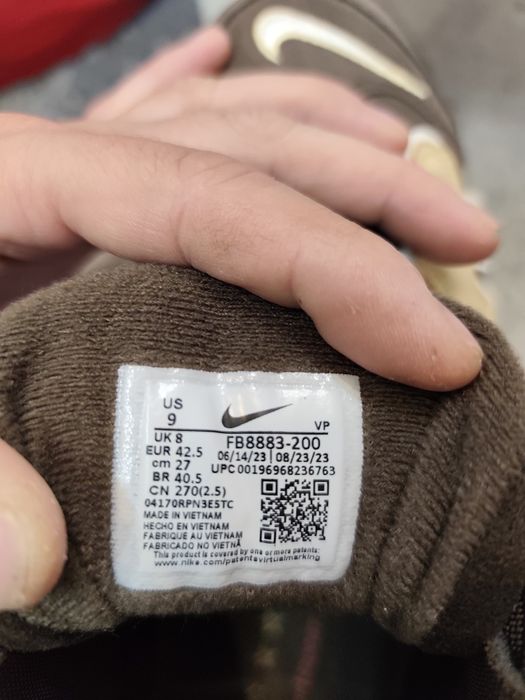 US
9
VP
UK 8
EUR 42.5
cm 27
BR 40.5
CN 270(2.5)
FB8883-200
06/14/23 08/23/23
UPC 00196968236763
04170RPN3E5TC
MADE IN VIETNAM
HECHO EN VIETNAM
FABRIQUÉ AU VIETNAM
FABRICADO NO VIETNÃ
This product is covered by one or more patents:
www.nike.com/patentsvirtualmarking